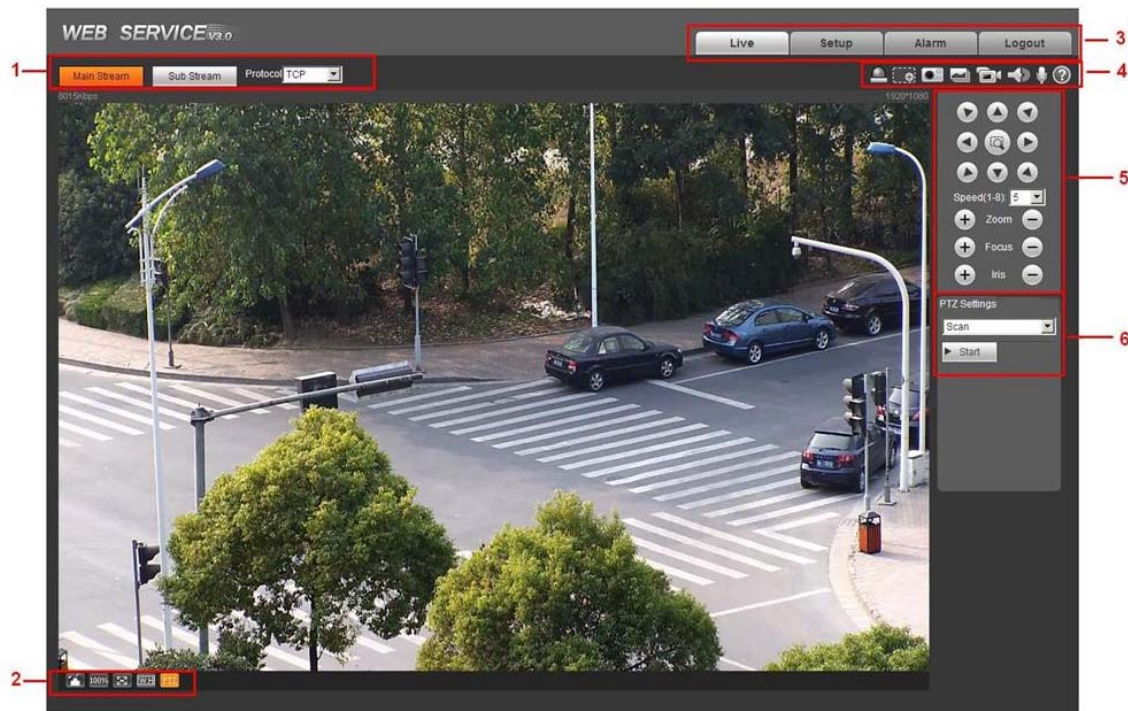 WEB SERVICE V3.0
Live Setup Alarm Logout
3
1
Main Stream Sub Stream Protocol TCP
4
8015Kbps 1920*1080
5
Speed(1-8): 5
Zoom
Focus
Iris
PTZ Settings
Scan
6
Start
2
100% W:H PTZ